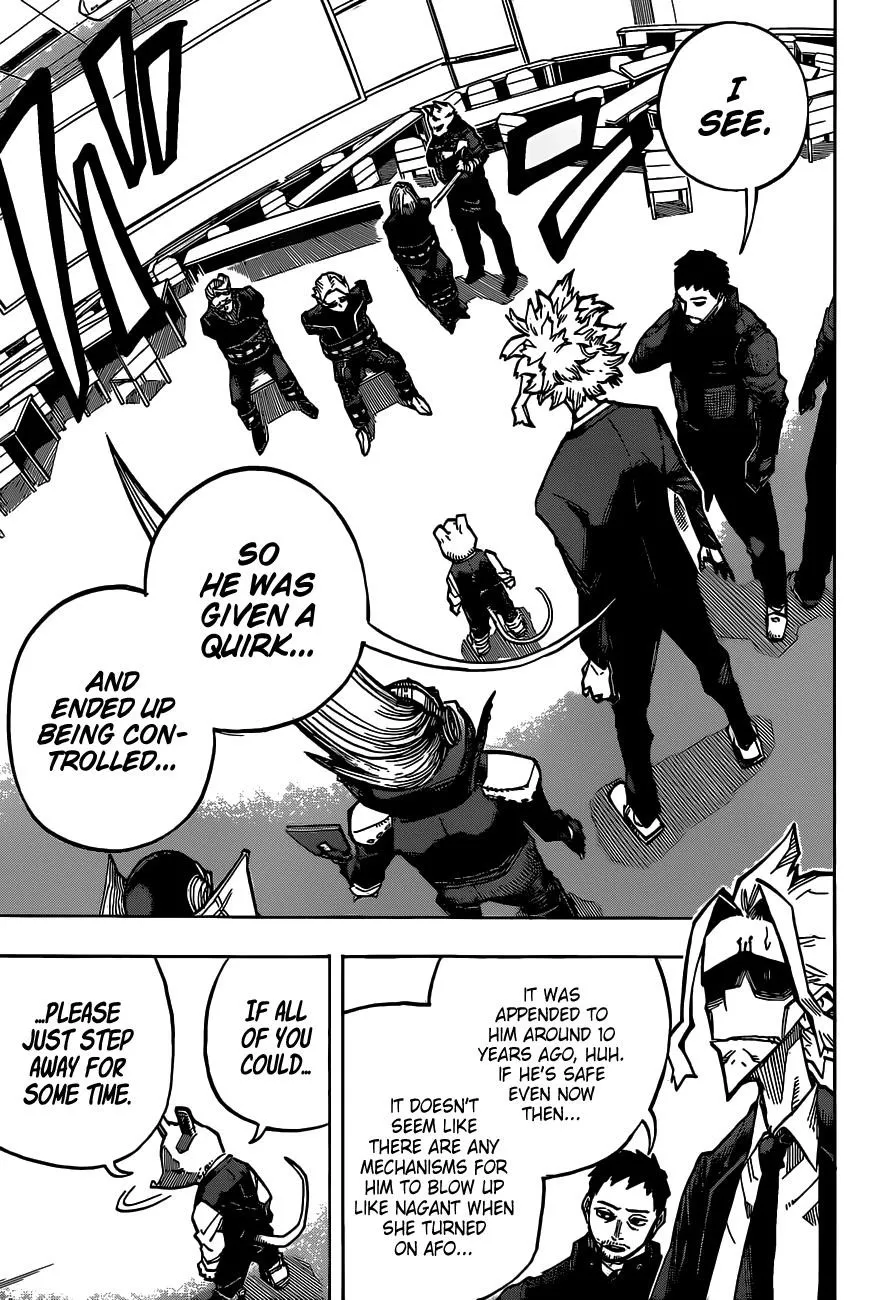 I
SEE.
SO
HE WAS
GIVEN A
QUIRK...
AND
ENDED UP
BEING CON-
TROLLED...
IT WAS
APPENDED TO
HIM AROUND 10
YEARS AGO, HUH.
IF HE'S SAFE
EVEN NOW
THEN...
IT DOESN'T
SEEM LIKE
THERE ARE ANY
MECHANISMS FOR
HIM TO BLOW UP
LIKE NAGANT WHEN
SHE TURNED
ON AFO...
IF ALL
OF YOU
COULD...
...PLEASE
JUST STEP
AWAY FOR
SOME TIME.